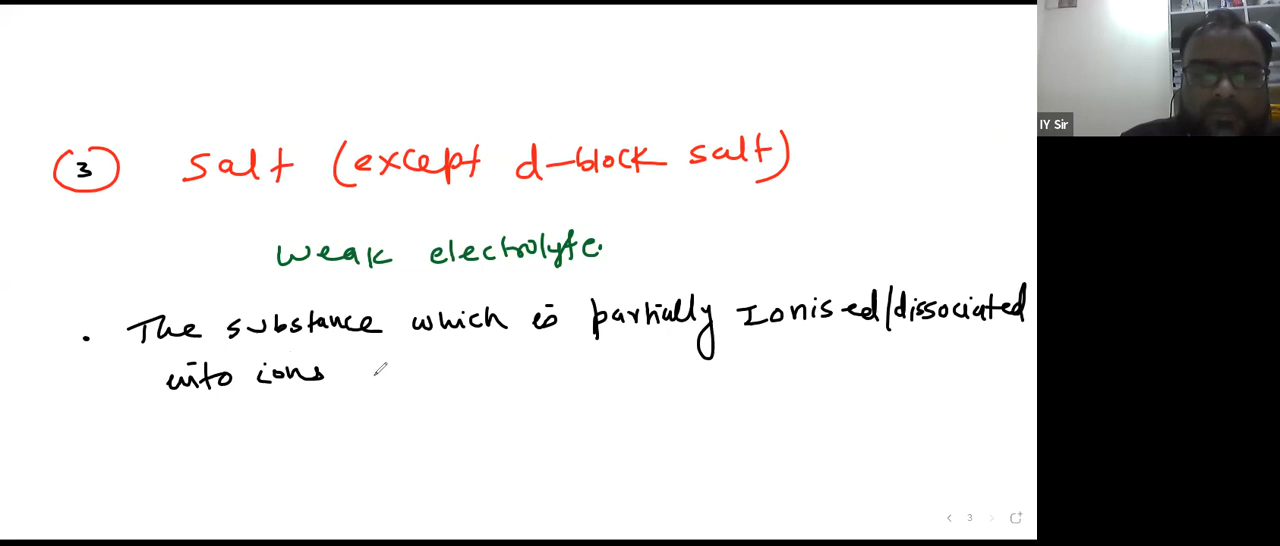 3 salt (except d-block salt)
weak electrolyte.
. The substance which is partially Ionised/dissociated
into ions
IY Sir
3